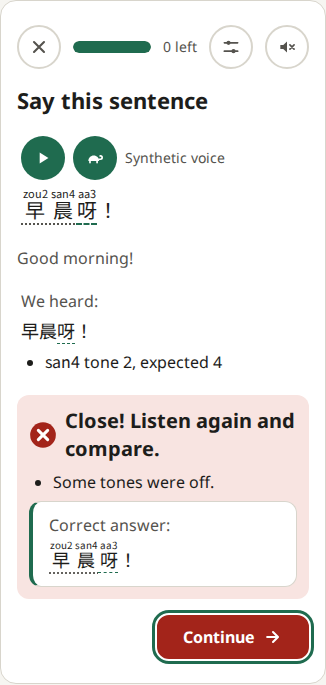 0 left
Say this sentence
Synthetic voice
zou2 san4 aa3
早晨呀！
Good morning!
We heard:
早晨呀！
san4 tone 2, expected 4
Close! Listen again and
compare.
Some tones were off.
Correct answer:
zou2 san4 aa3
早晨呀！
Continue